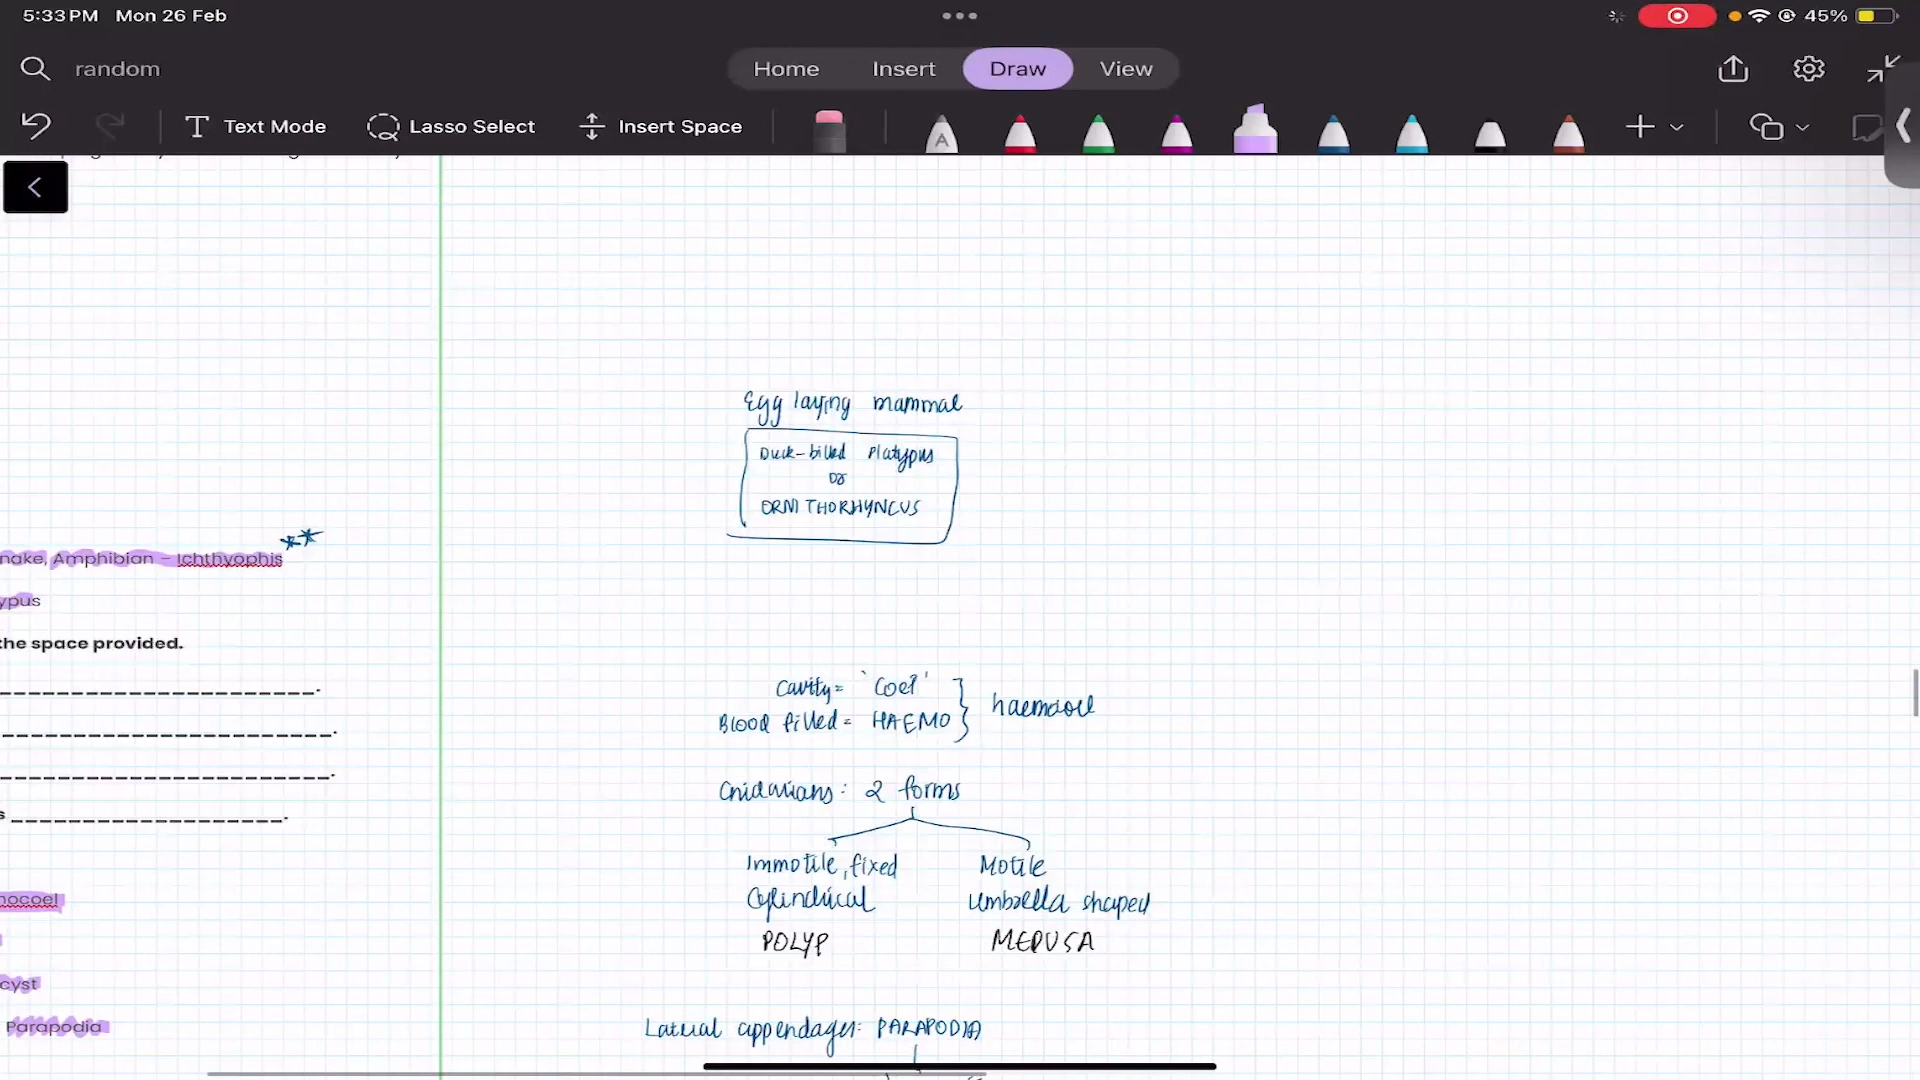 5:33 PM Mon 26 Feb
45%
random
Home Insert Draw View
Text Mode Lasso Select Insert Space
A
Egg laying mammal
Duck-billed Platypus
or
ORNITHORHYNCUS
nake, Amphibian – Ichthyophis
ypus
the space provided.
Cavity = 'Coel'
Blood filled = HAEMO
haemocoel
Cnidarians: 2 forms
s
Immotile, fixed
Cylindrical
POLYP
Motile
Umbrella shaped
MEDUSA
nocoel
cyst
Parapodia
Lateral appendages: PARAPODIA